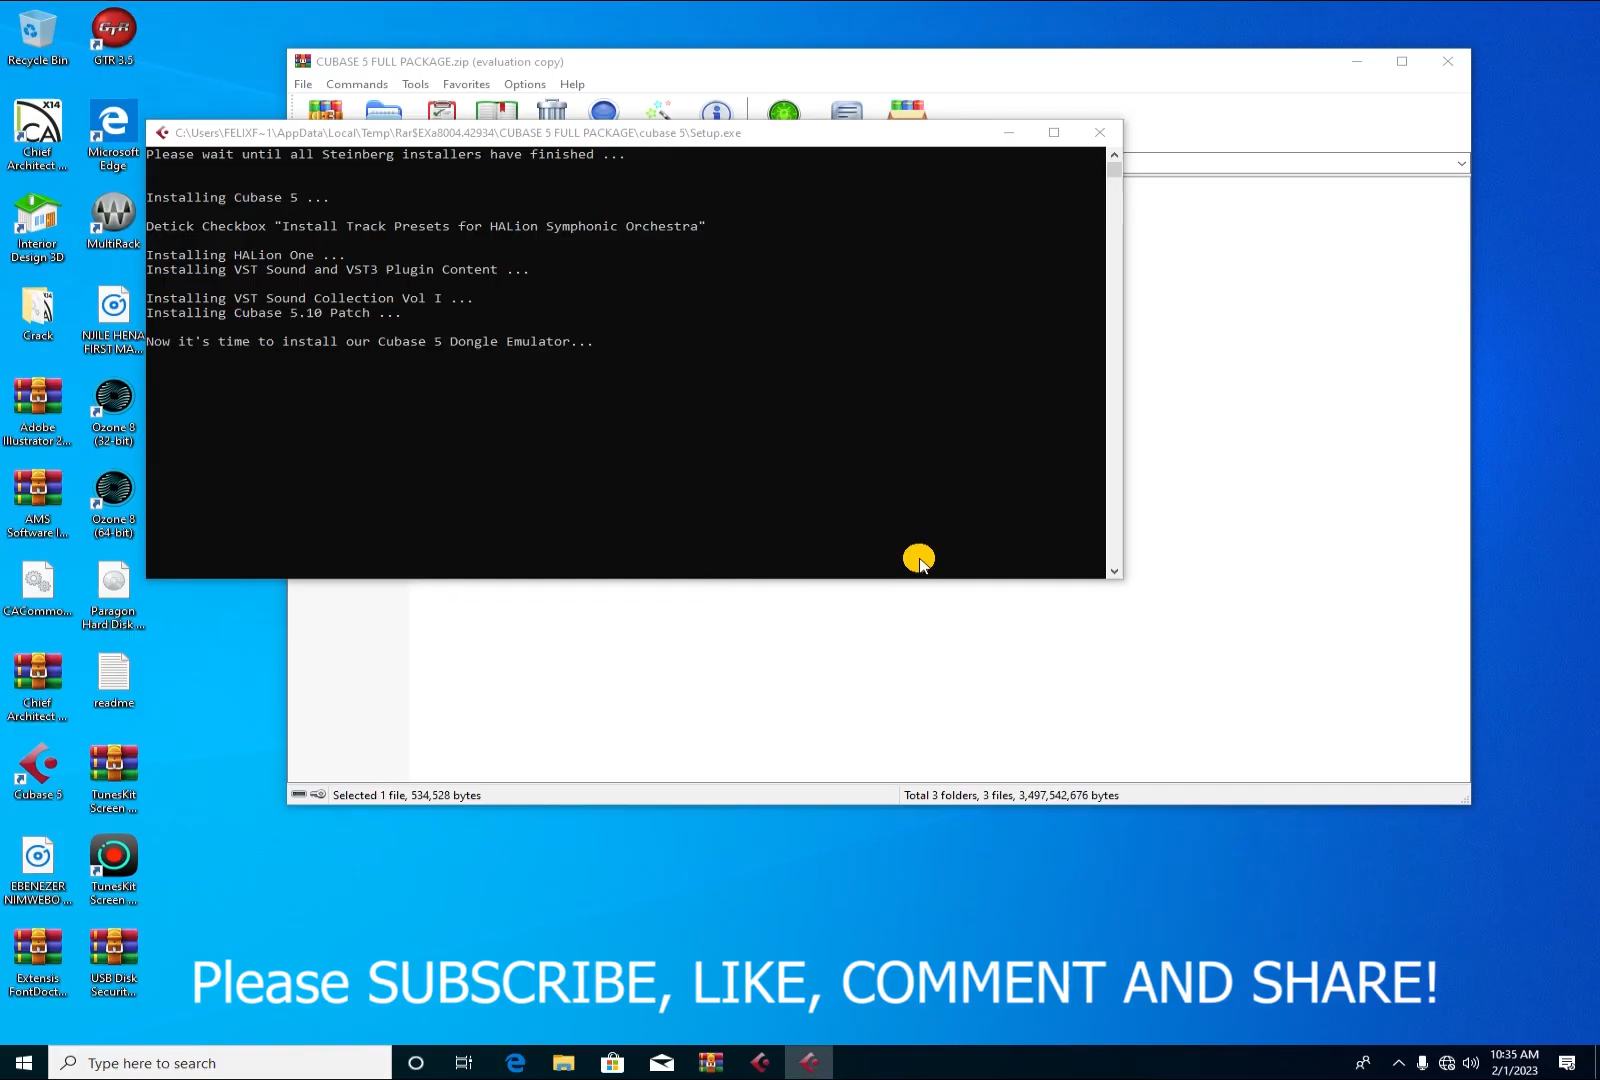 Recycle Bin
GTR 3.5
Chief
Architect ...
Microsoft
Edge
Interior
Design 3D
MultiRack
Crack
NJILE HENA
FIRST MA...
Adobe
Illustrator 2...
Ozone 8
(32-bit)
AMS
Software I...
Ozone 8
(64-bit)
CACommo...
Paragon
Hard Disk ...
Chief
Architect ...
readme
Cubase 5
TunesKit
Screen ...
EBENEZER
NIMWEBO ...
TunesKit
Screen ...
Extensis
FontDoct...
USB Disk
Securit...
CUBASE 5 FULL PACKAGE.zip (evaluation copy)
File Commands Tools Favorites Options Help
C:\Users\FELIXF~1\AppData\Local\Temp\Rar$EXa8004.42934\CUBASE 5 FULL PACKAGE\cubase 5\Setup.exe
Please wait until all Steinberg installers have finished ...
Installing Cubase 5 ...
Detick Checkbox "Install Track Presets for HALion Symphonic Orchestra"
Installing HALion One ...
Installing VST Sound and VST3 Plugin Content ...
Installing VST Sound Collection Vol I ...
Installing Cubase 5.10 Patch ...
Now it's time to install our Cubase 5 Dongle Emulator...
Selected 1 file, 534,528 bytes
Total 3 folders, 3 files, 3,497,542,676 bytes
Please SUBSCRIBE, LIKE, COMMENT AND SHARE!
Type here to search
10:35 AM
2/1/2023